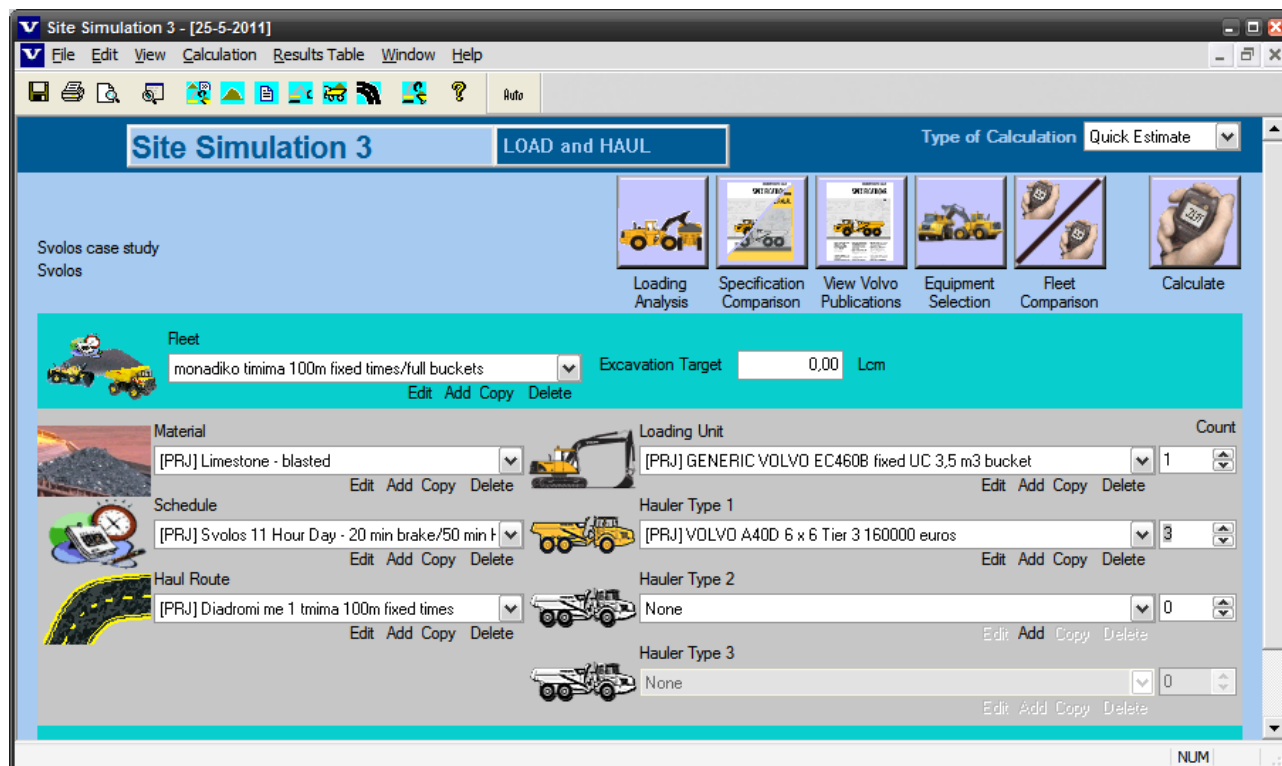 Site Simulation 3 - [25-5-2011]
File Edit View Calculation Results Table Window Help
Auto
Site Simulation 3
LOAD and HAUL
Type of Calculation Quick Estimate
Svolos case study
Svolos
Loading Analysis
Specification Comparison
View Volvo Publications
Equipment Selection
Fleet Comparison
Calculate
Fleet
monadiko timima 100m fixed times/full buckets
Excavation Target 0,00 Lcm
Edit Add Copy Delete
Material
[PRJ] Limestone - blasted
Edit Add Copy Delete
Loading Unit Count
[PRJ] GENERIC VOLVO EC460B fixed UC 3,5 m3 bucket 1
Edit Add Copy Delete
Schedule
[PRJ] Svolos 11 Hour Day - 20 min brake/50 min
Edit Add Copy Delete
Hauler Type 1
[PRJ] VOLVO A40D 6 x 6 Tier 3 160000 euros 3
Edit Add Copy Delete
Haul Route
[PRJ] Diadromi me 1 tmima 100m fixed times
Edit Add Copy Delete
Hauler Type 2
None 0
Edit Add Copy Delete
Hauler Type 3
None 0
Edit Add Copy Delete
NUM